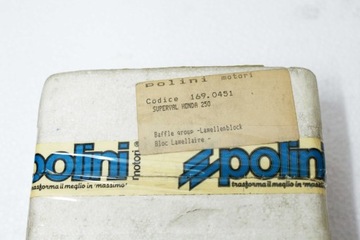 polini motori
Codice 169.0451
SUPERVAL HONDA 250
Baffle group -Lamellenblock
Bloc Lamellaire -
polini
motori
trasforma il meglio in "massimo"
polini
trasforma il meglio in "massimo"